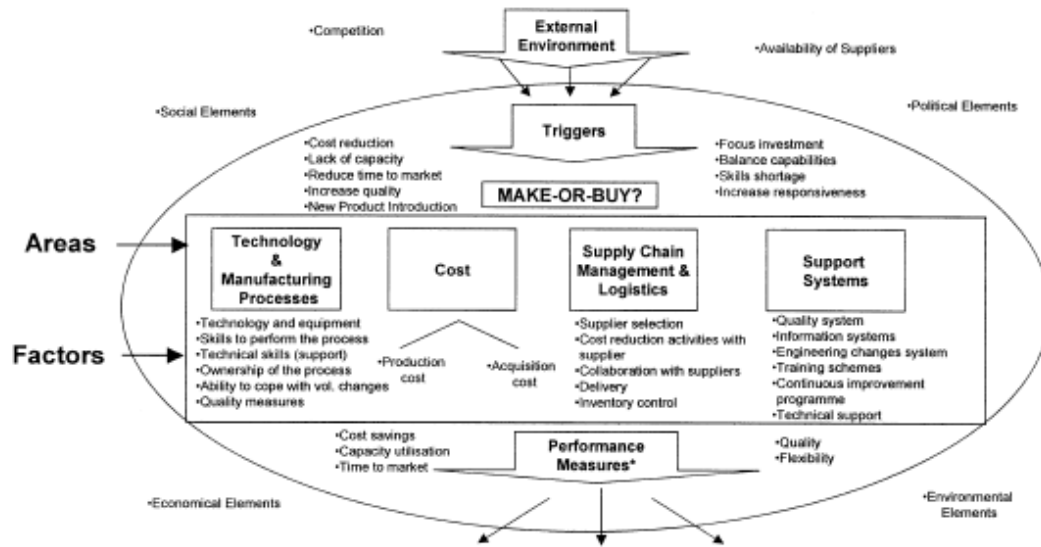 External
Environment
•Competition
•Availability of Suppliers
•Social Elements
•Political Elements
Triggers
•Cost reduction
•Lack of capacity
•Reduce time to market
•Increase quality
•New Product Introduction
•Focus investment
•Balance capabilities
•Skills shortage
•Increase responsiveness
MAKE-OR-BUY?
Areas
Technology
&
Manufacturing
Processes
Cost
Supply Chain
Management &
Logistics
Support
Systems
Factors
•Technology and equipment
•Skills to perform the process
•Technical skills (support)
•Ownership of the process
•Ability to cope with vol. changes
•Quality measures
•Production
cost
•Acquisition
cost
•Supplier selection
•Cost reduction activities with
supplier
•Collaboration with suppliers
•Delivery
•Inventory control
•Quality system
•Information systems
•Engineering changes system
•Training schemes
•Continuous improvement
programme
•Technical support
•Cost savings
•Capacity utilisation
•Time to market
Performance
Measures*
•Quality
•Flexibility
•Economical Elements
•Environmental
Elements